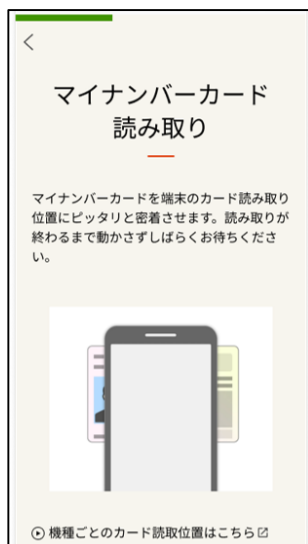 マイナンバーカード
読み取り
マイナンバーカードを端末のカード読み取り
位置にピッタリと密着させます。読み取りが
終わるまで動かさずしばらくお待ちくださ
い。
機種ごとのカード読取位置はこちら